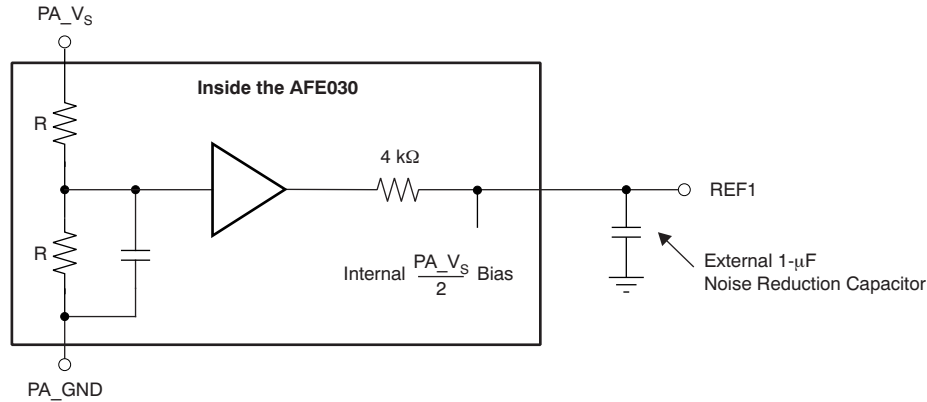 PA_VS
Inside the AFE030
R
4 kΩ
REF1
R
Internal PA_VS/2 Bias
External 1-μF
Noise Reduction Capacitor
PA_GND